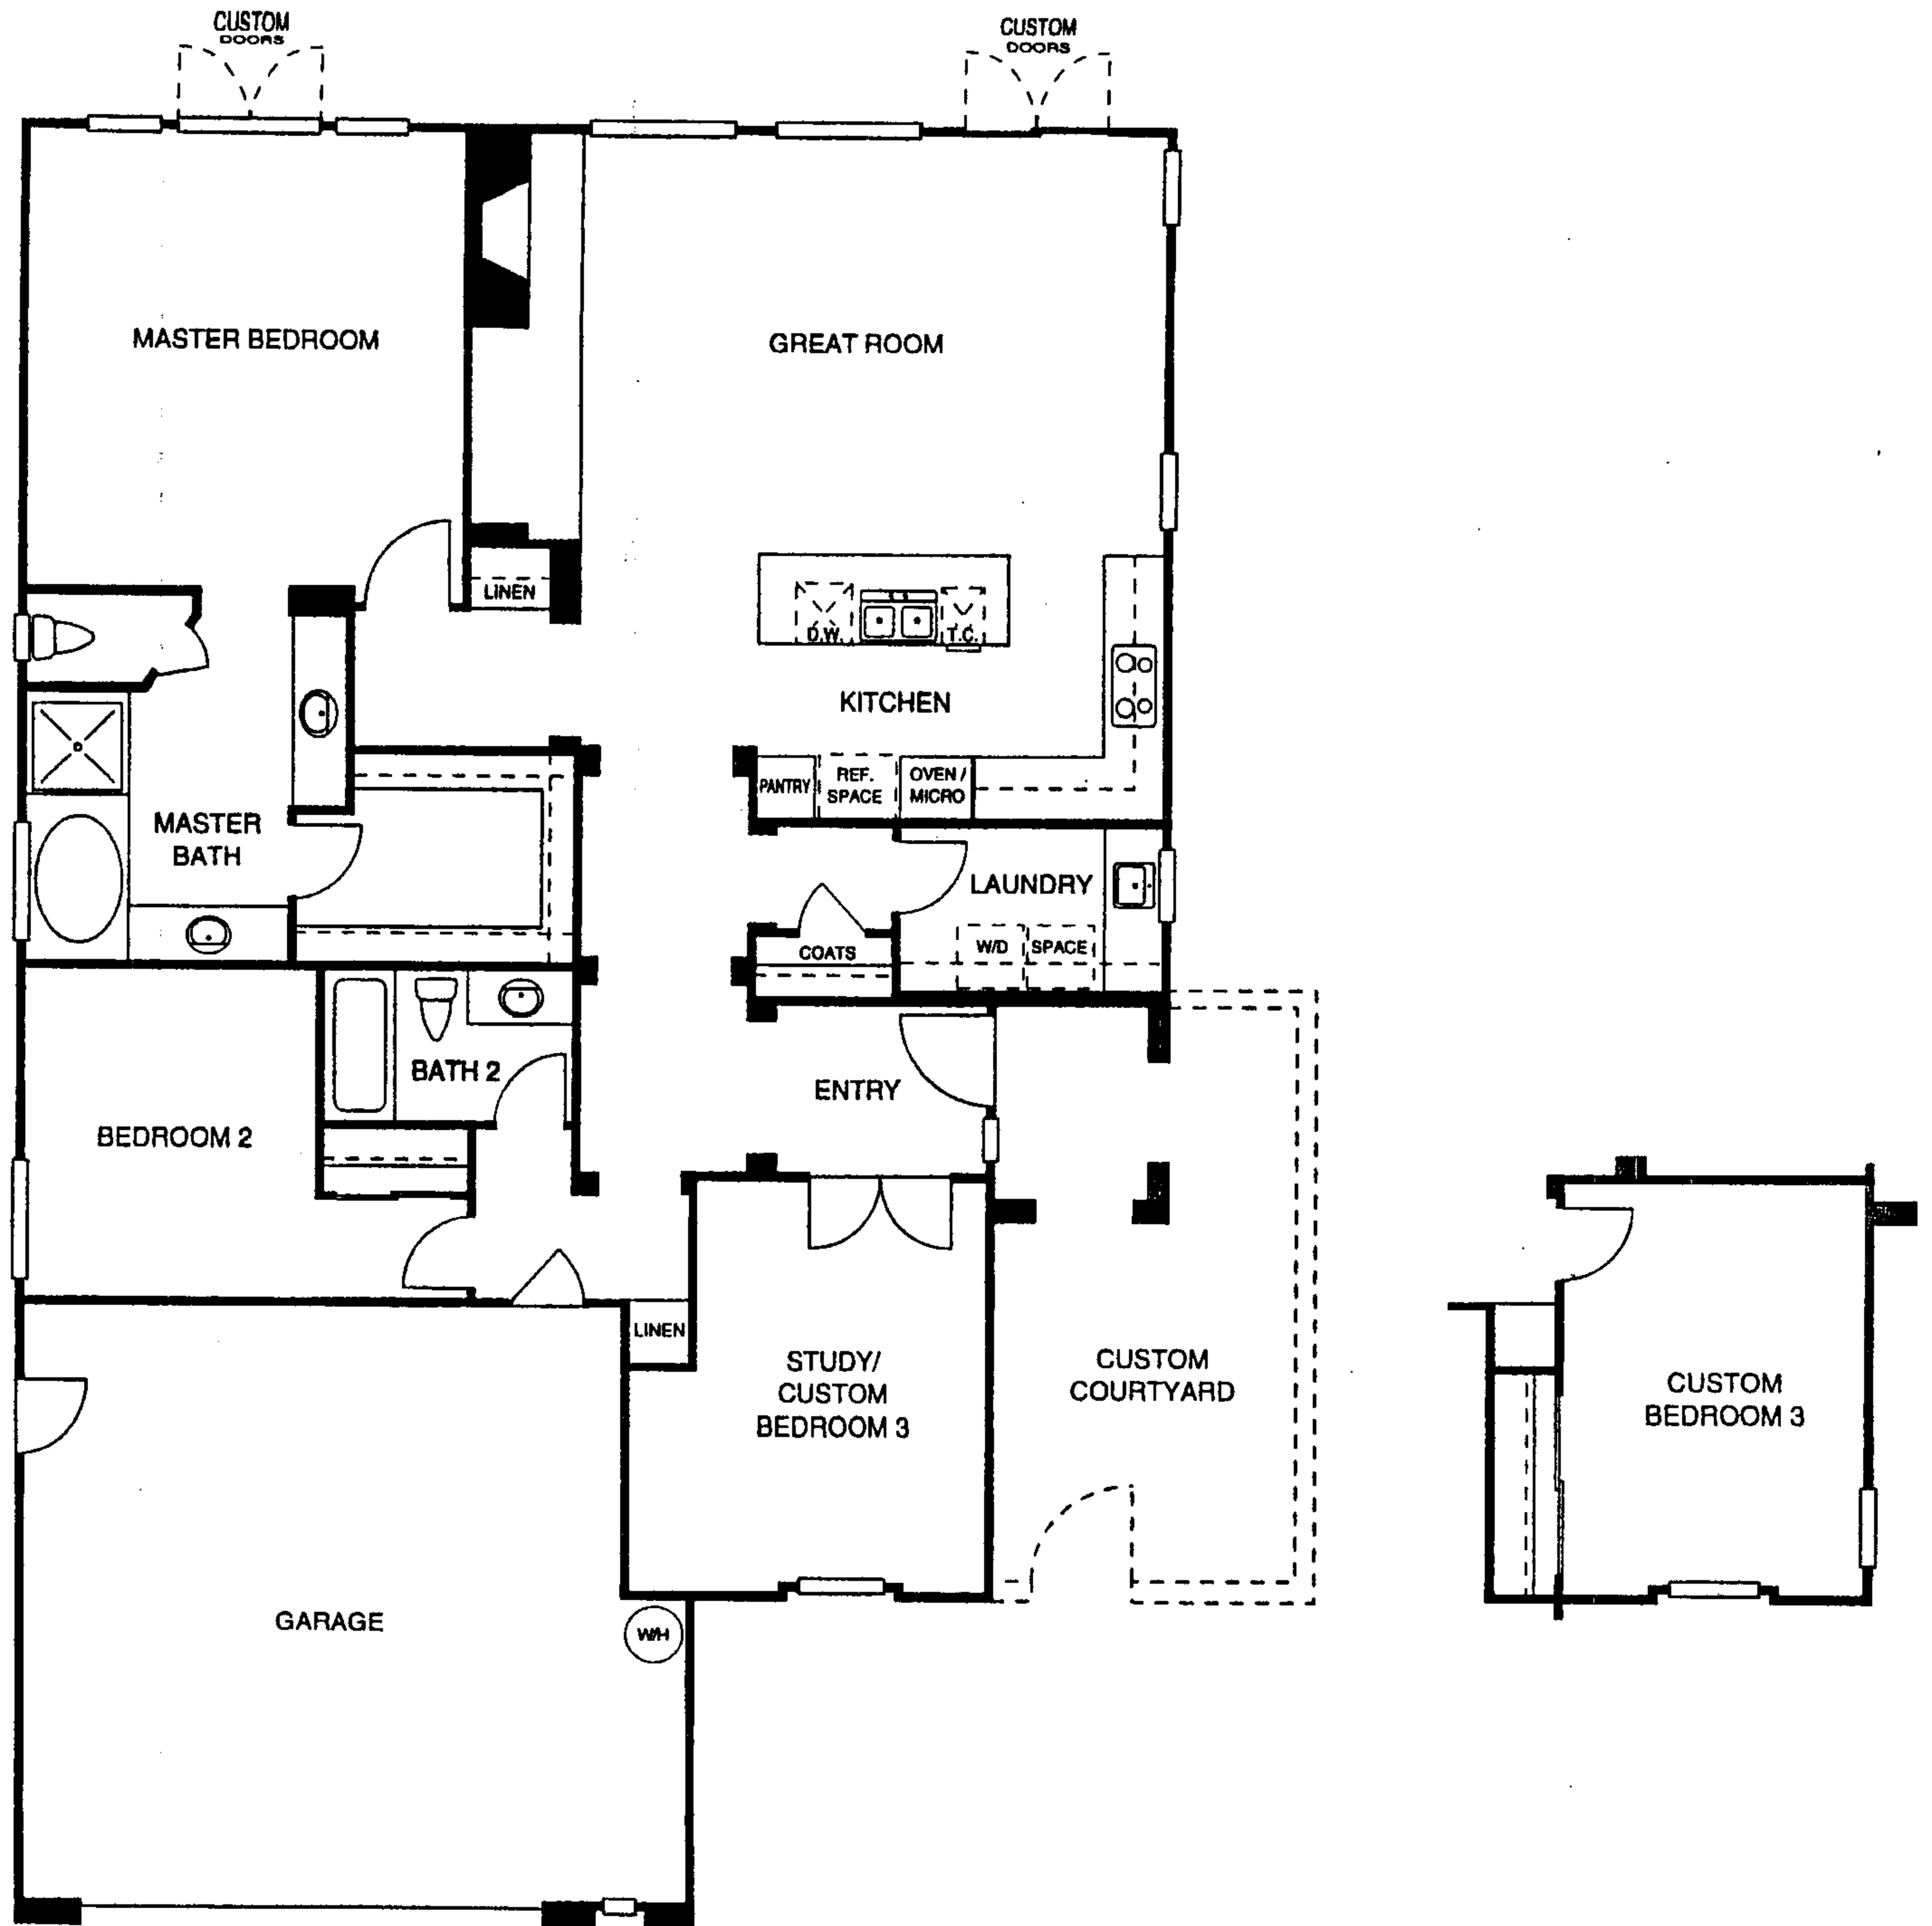 CUSTOM
DOORS
CUSTOM
DOORS
MASTER BEDROOM
GREAT ROOM
LINEN
D.W.
T.C.
KITCHEN
PANTRY
REF.
SPACE
OVEN /
MICRO
MASTER
BATH
LAUNDRY
COATS
W/D
SPACE
BATH 2
ENTRY
BEDROOM 2
LINEN
STUDY/
CUSTOM
BEDROOM 3
CUSTOM
COURTYARD
CUSTOM
BEDROOM 3
GARAGE
W/H